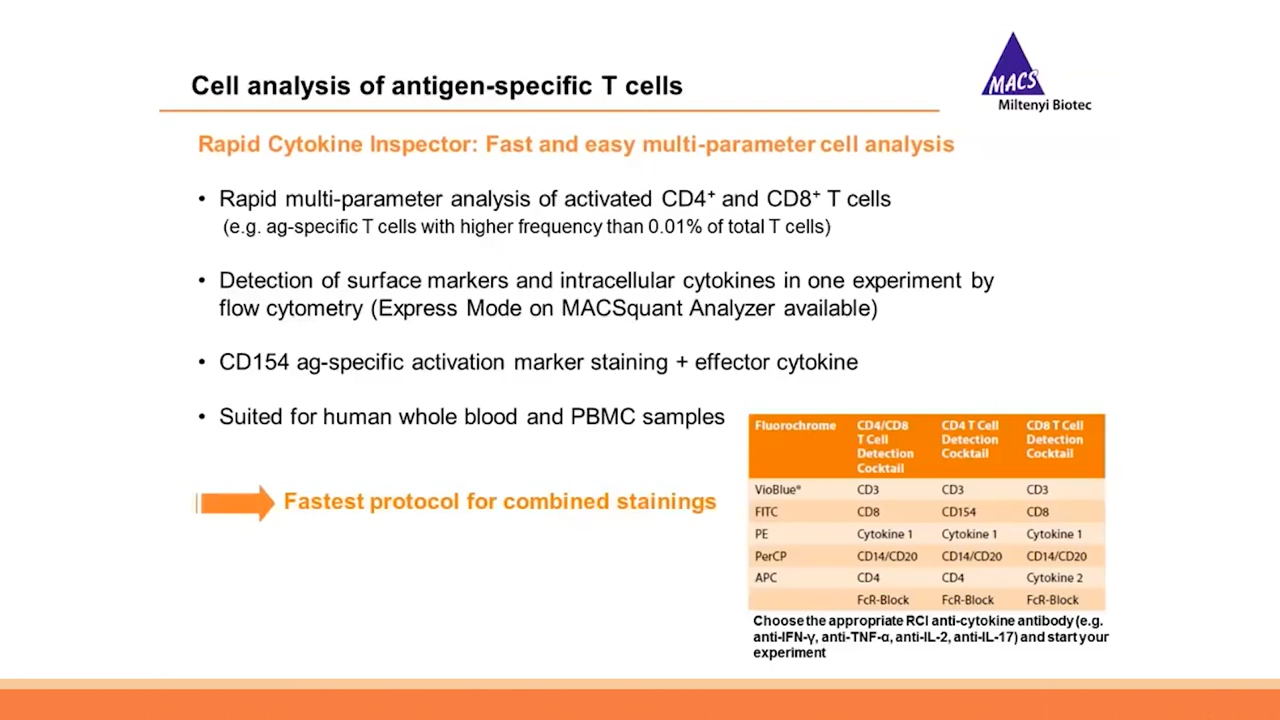 Cell analysis of antigen-specific T cells
MACS
Miltenyi Biotec
Rapid Cytokine Inspector: Fast and easy multi-parameter cell analysis
• Rapid multi-parameter analysis of activated CD4⁺ and CD8⁺ T cells
(e.g. ag-specific T cells with higher frequency than 0.01% of total T cells)
• Detection of surface markers and intracellular cytokines in one experiment by
flow cytometry (Express Mode on MACSquant Analyzer available)
• CD154 ag-specific activation marker staining + effector cytokine
• Suited for human whole blood and PBMC samples
Fastest protocol for combined stainings
Fluorochrome CD4/CD8 T Cell Detection Cocktail CD4 T Cell Detection Cocktail CD8 T Cell Detection Cocktail
VioBlue® CD3 CD3 CD3
FITC CD8 CD154 CD8
PE Cytokine 1 Cytokine 1 Cytokine 1
PerCP CD14/CD20 CD14/CD20 CD14/CD20
APC CD4 CD4 Cytokine 2
FcR-Block FcR-Block FcR-Block
Choose the appropriate RCI anti-cytokine antibody (e.g.
anti-IFN-γ, anti-TNF-α, anti-IL-2, anti-IL-17) and start your
experiment